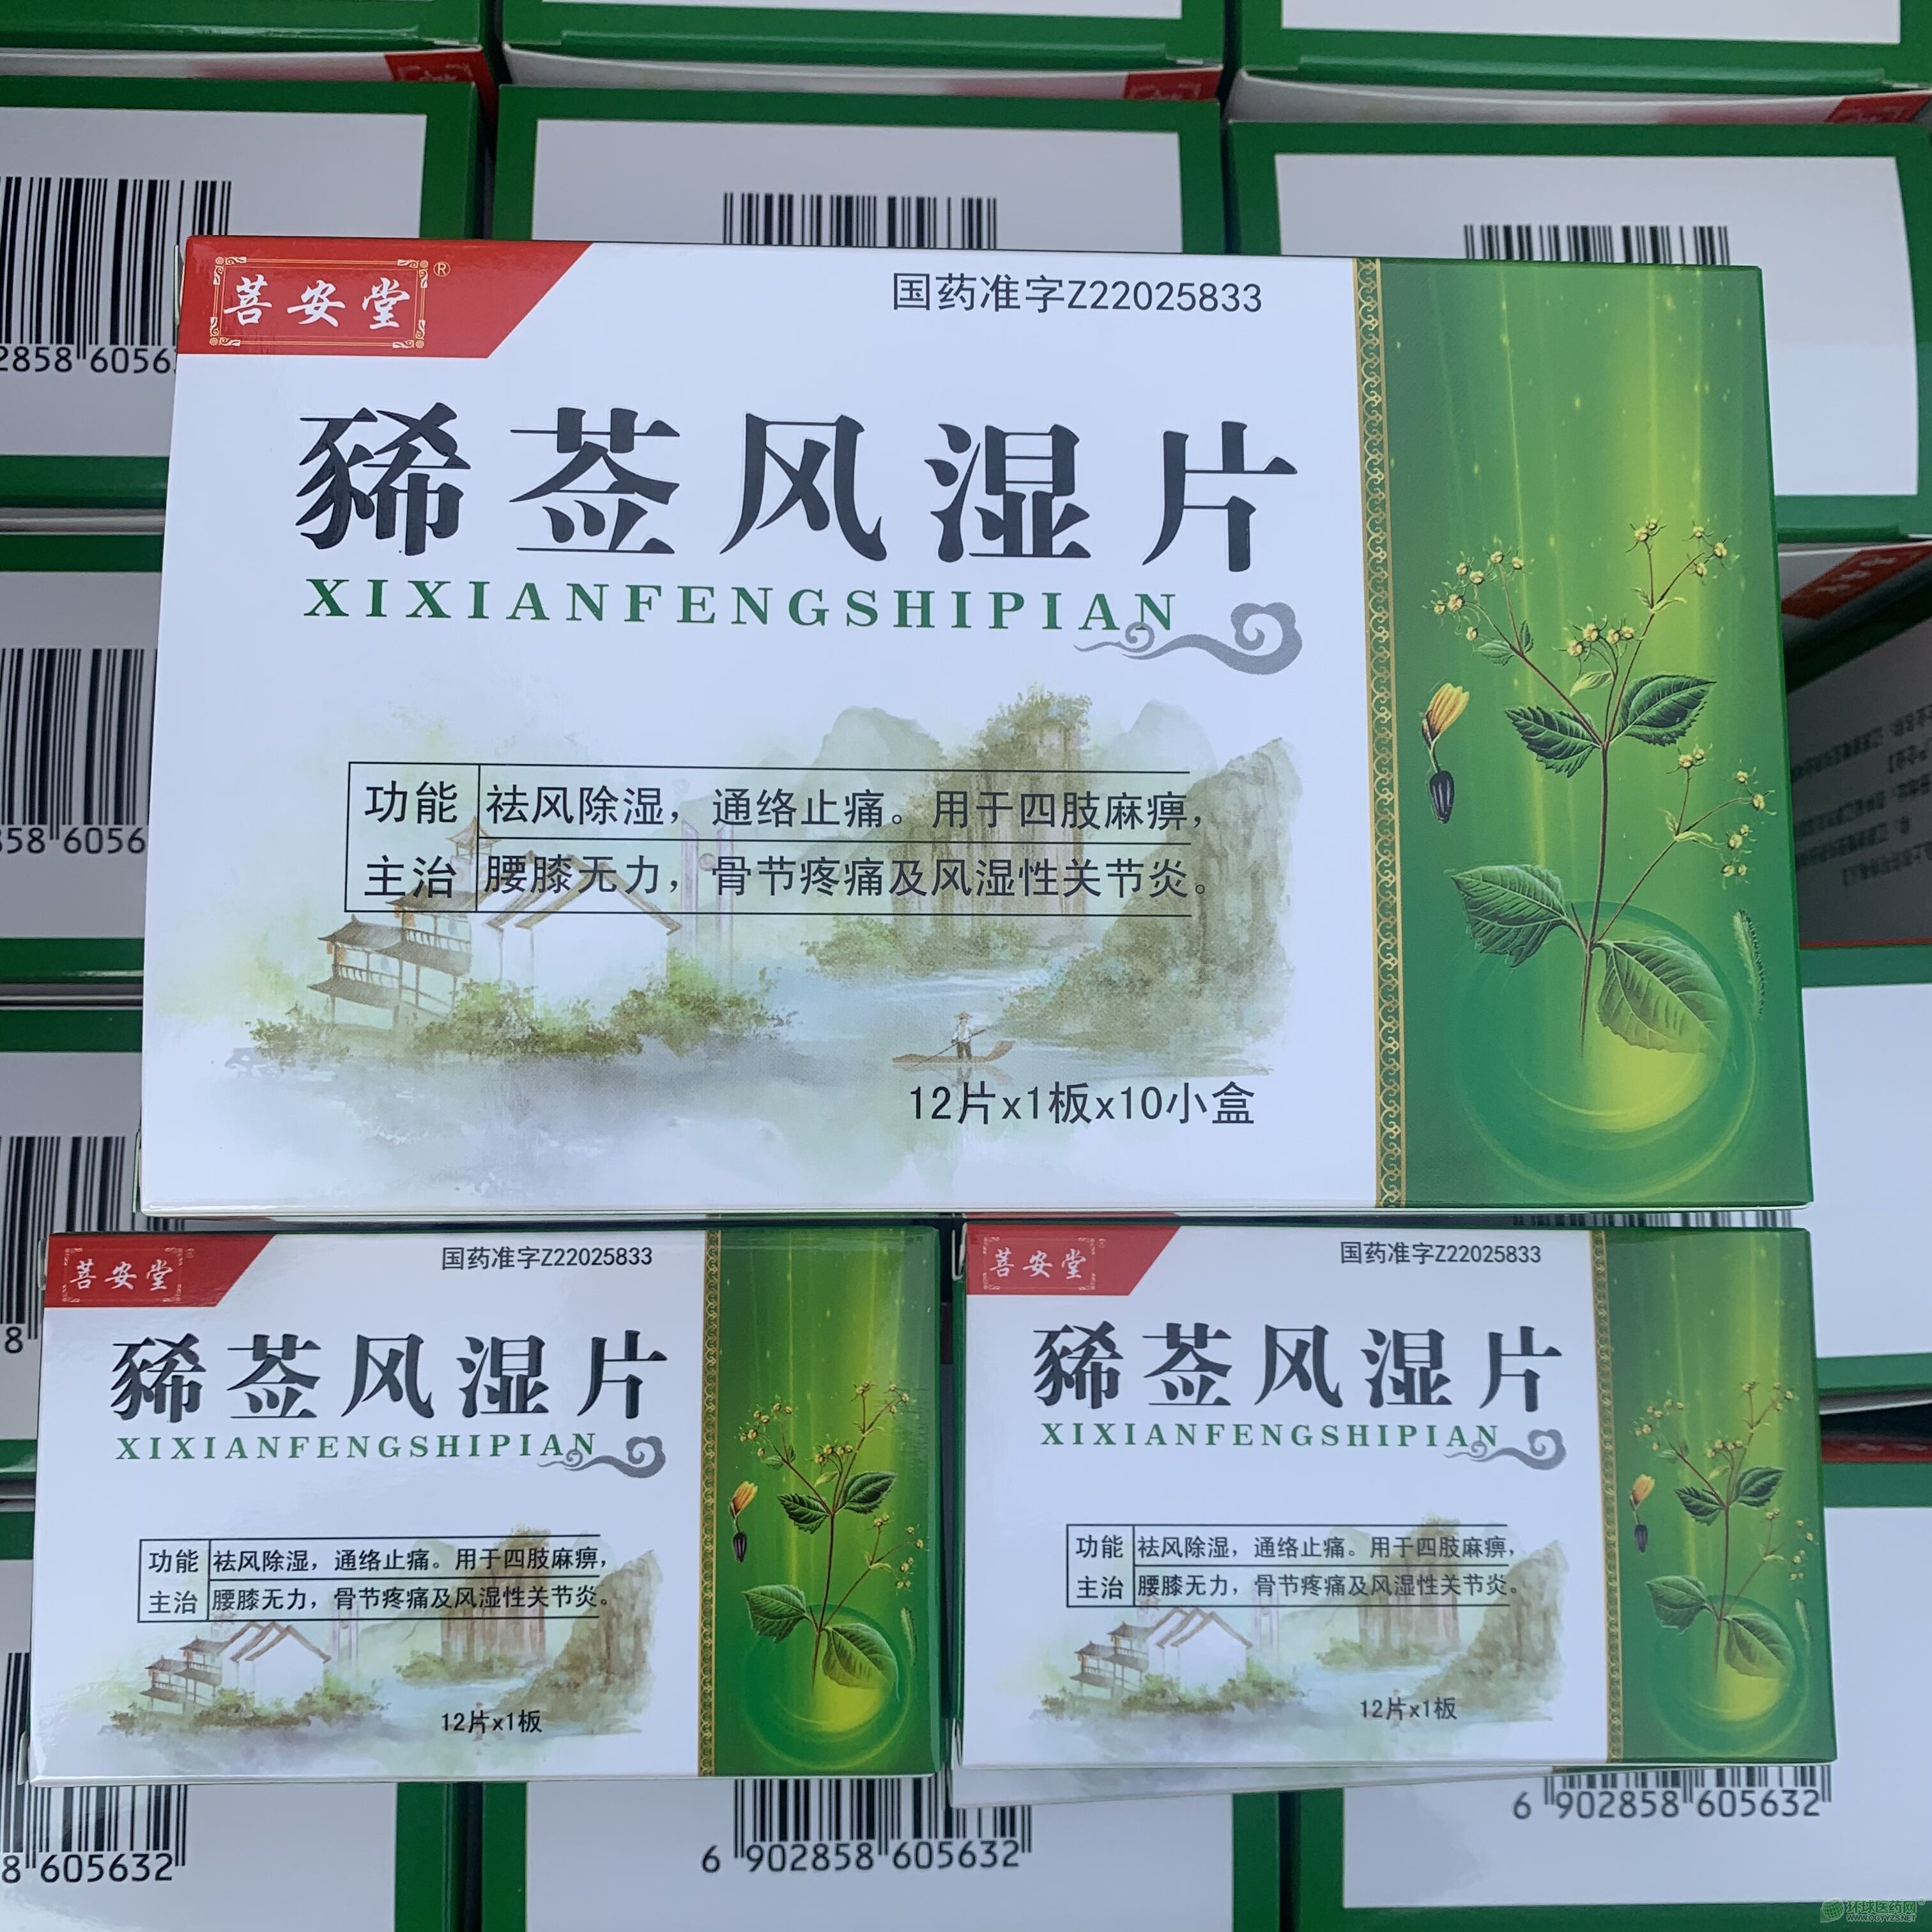 菩安堂®
国药准字Z22025833
豨莶风湿片
XIXIANFENGSHIPIAN
功能 祛风除湿，通络止痛。用于四肢麻痹，
主治 腰膝无力，骨节疼痛及风湿性关节炎。
12片x1板x10小盒
菩安堂
国药准字Z22025833
豨莶风湿片
XIXIANFENGSHIPIAN
功能 祛风除湿，通络止痛。用于四肢麻痹，
主治 腰膝无力，骨节疼痛及风湿性关节炎。
12片x1板
菩安堂
国药准字Z22025833
豨莶风湿片
XIXIANFENGSHIPIAN
功能 祛风除湿，通络止痛。用于四肢麻痹，
主治 腰膝无力，骨节疼痛及风湿性关节炎。
12片x1板
8 605632
6 902858 605632
6 902858 605632
环球医药网